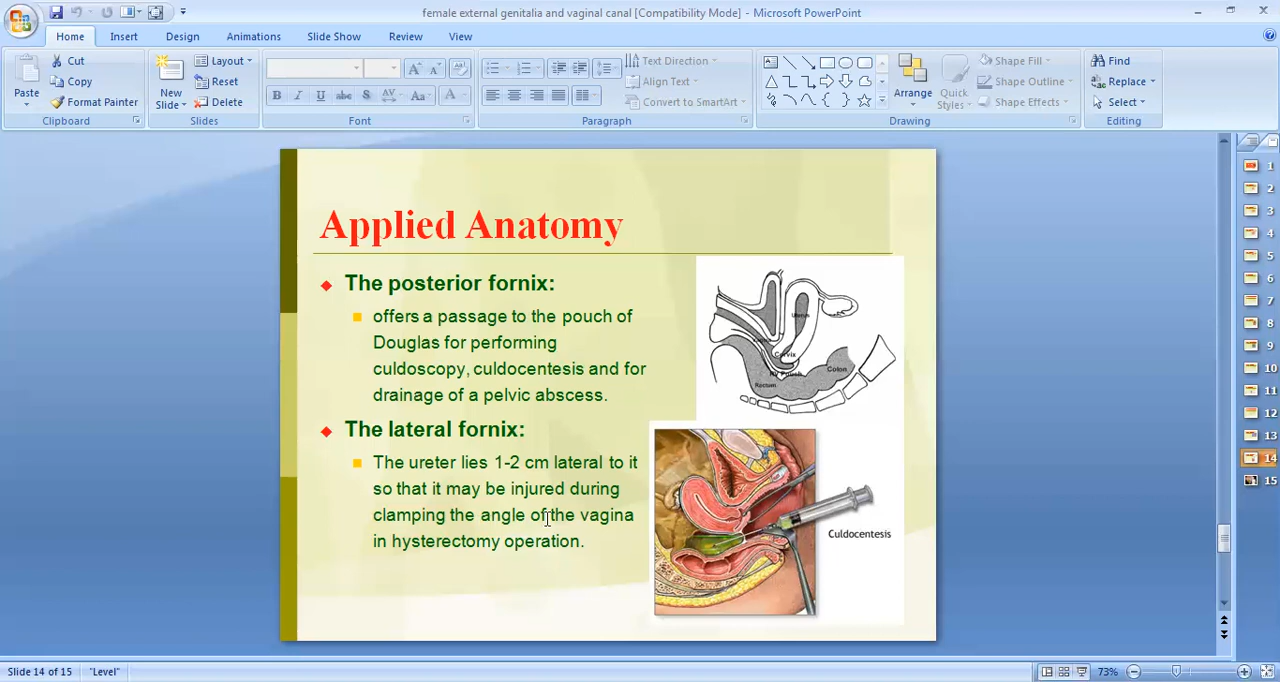 female external genitalia and vaginal canal [Compatibility Mode] - Microsoft PowerPoint
Home Insert Design Animations Slide Show Review View
Cut
Copy
Format Painter
Paste
Clipboard
New
Slide
Layout
Reset
Delete
Slides
B I U abc S AV Aa A
Font
Text Direction
Align Text
Convert to SmartArt
Paragraph
Arrange
Quick
Styles
Shape Fill
Shape Outline
Shape Effects
Drawing
Find
Replace
Select
Editing
Applied Anatomy
The posterior fornix:
offers a passage to the pouch of
Douglas for performing
culdoscopy, culdocentesis and for
drainage of a pelvic abscess.
The lateral fornix:
The ureter lies 1-2 cm lateral to it
so that it may be injured during
clamping the angle of the vagina
in hysterectomy operation.
Uterus
Cervix
Colon
Rectum
Culdocentesis
1
2
3
4
5
6
7
8
9
10
11
12
13
14
15
Slide 14 of 15
"Level"
73%